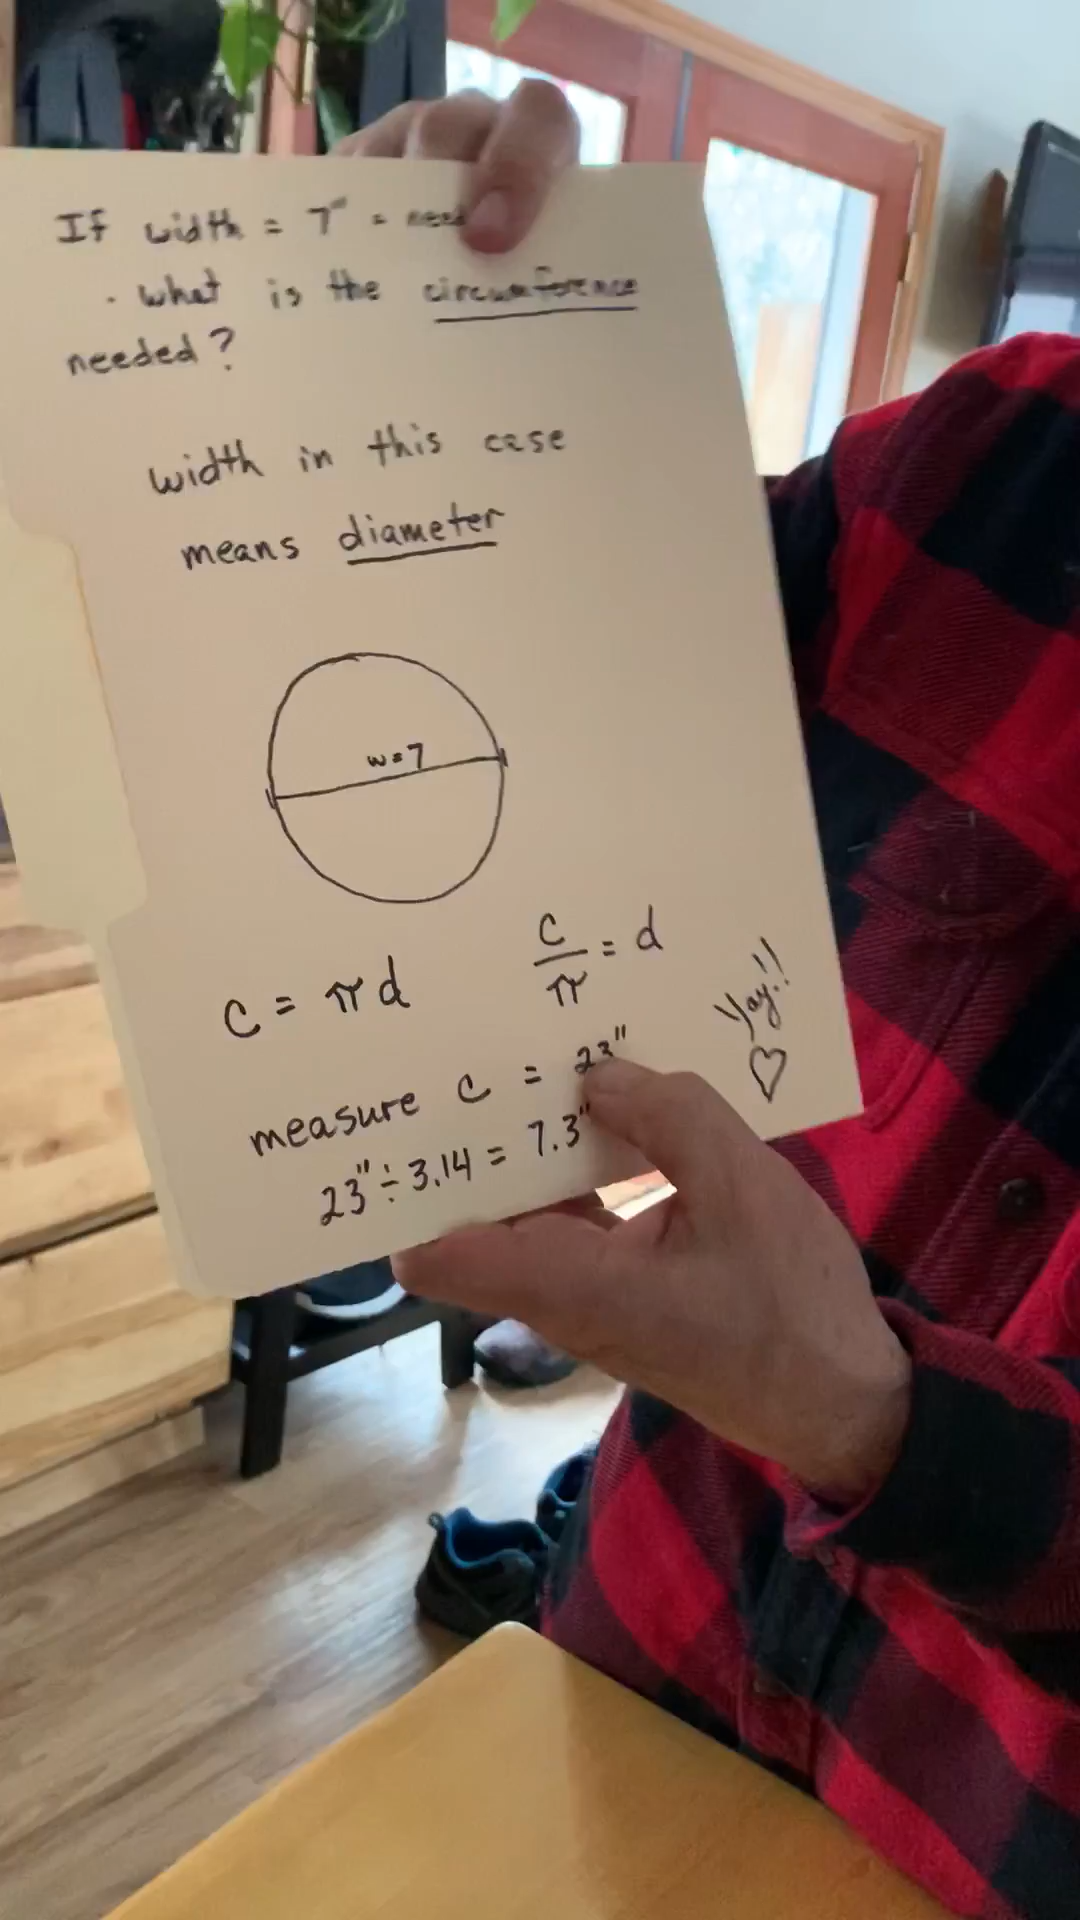 If width = 7" = need
· what is the circumference
needed?
width in this case
means diameter
w=7
C = πd
C/π = d
Yay!!
measure C = 23"
23" ÷ 3.14 = 7.3"